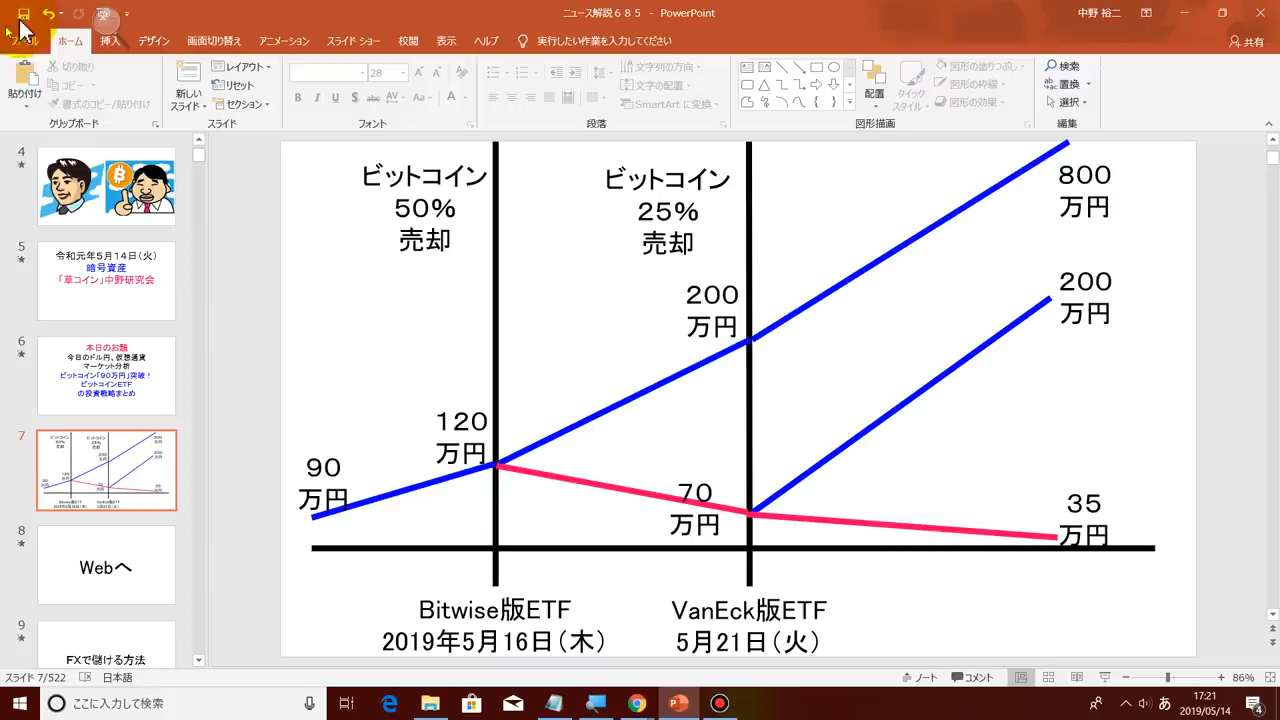 ニュース解説６８５ - PowerPoint
中野 裕二
ファイル
ホーム
挿入
デザイン
画面切り替え
アニメーション
スライド ショー
校閲
表示
ヘルプ
実行したい作業を入力してください
共有
貼り付け
切り取り
コピー
書式のコピー/貼り付け
クリップボード
新しい
スライド
レイアウト
リセット
セクション
スライド
28
フォント
文字列の方向
文字の配置
SmartArt に変換
段落
配置
クイック
スタイル
図形の塗りつぶし
図形の枠線
図形の効果
図形描画
検索
置換
選択
編集
4
5
令和元年５月１４日（火）
暗号資産
「草コイン」中野研究会
6
本日のお題
今日のドル円、仮想通貨
マーケット分析
ビットコイン「９０万円」突破！
ビットコインＥＴＦ
の投資戦略まとめ
7
8
Webへ
9
FXで儲ける方法
ビットコイン
50%
売却
ビットコイン
25%
売却
800
万円
200
万円
200
万円
120
万円
90
万円
70
万円
35
万円
Bitwise版ETF
2019年5月16日（木）
VanEck版ETF
5月21日（火）
スライド 7/522
日本語
ノート
コメント
86%
ここに入力して検索
あ
17:21
2019/05/14
4